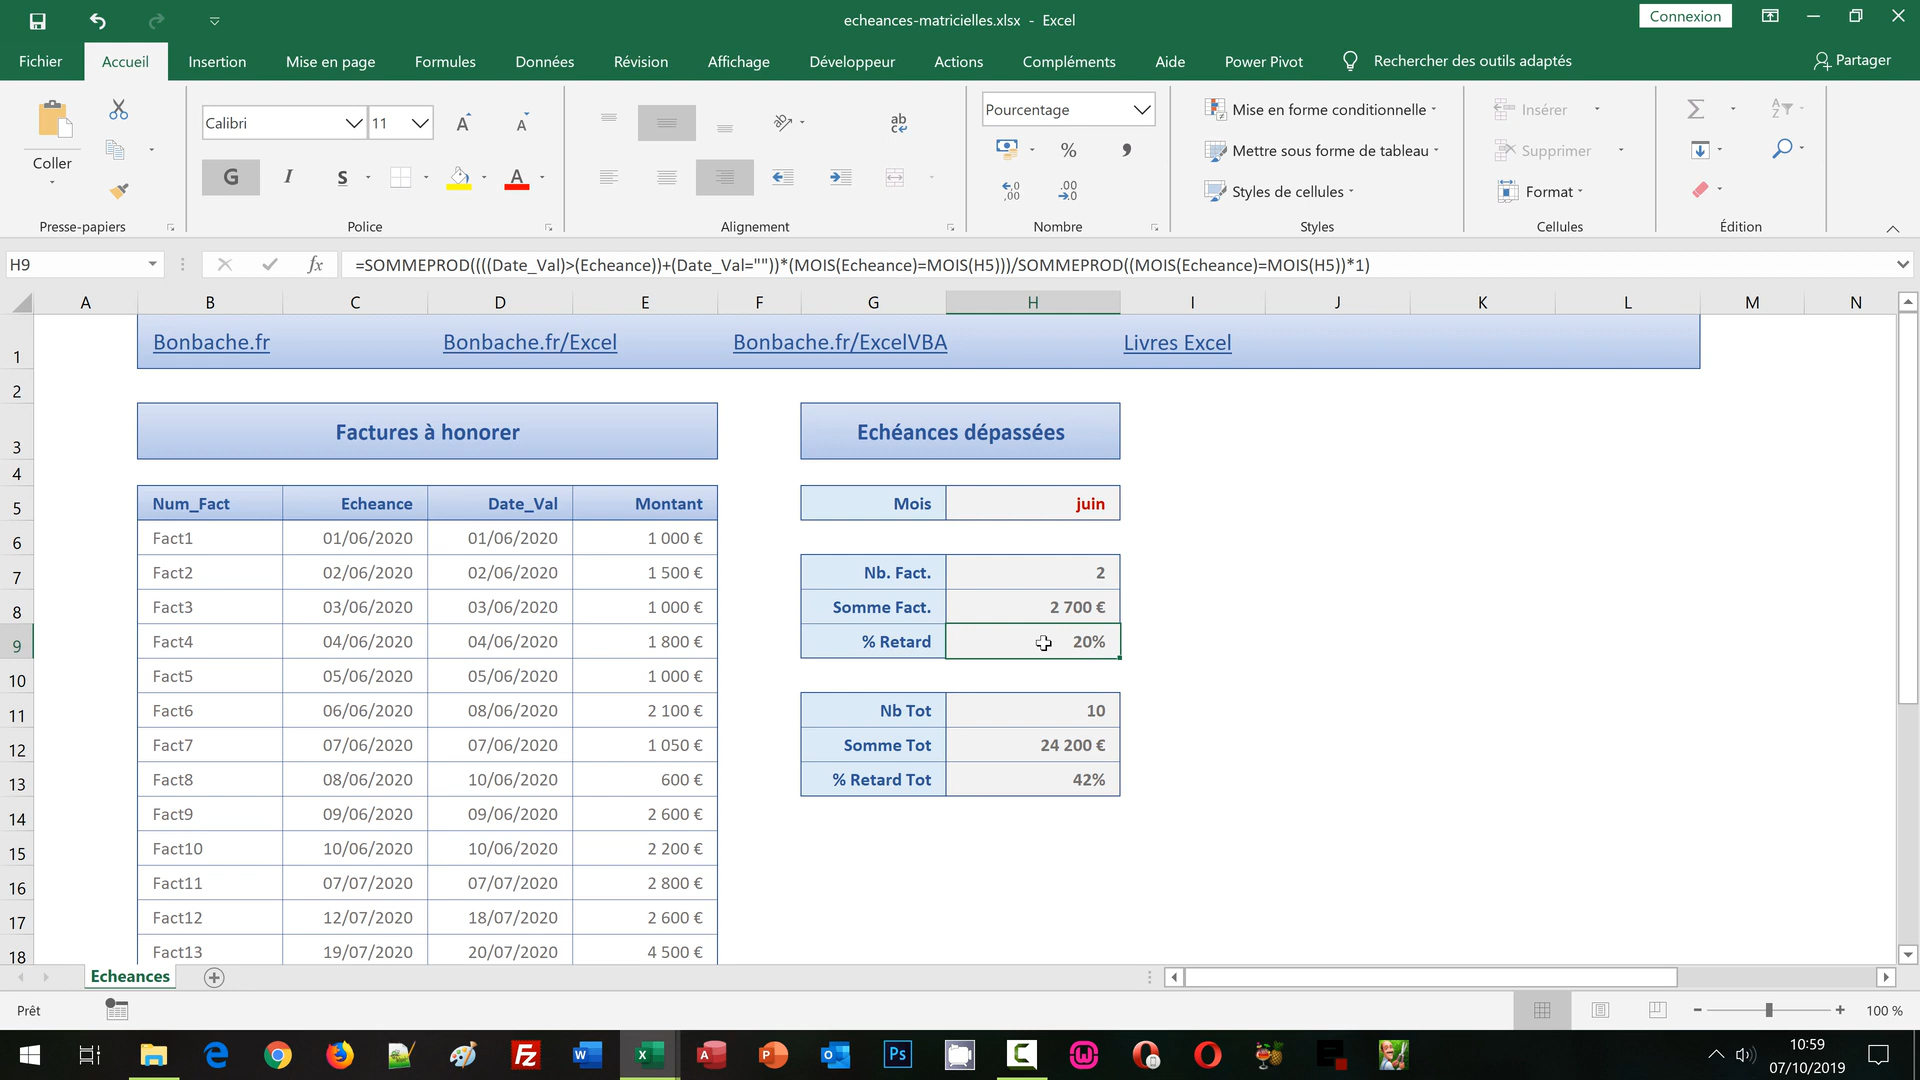 echeances-matricielles.xlsx - Excel
Connexion
Fichier Accueil Insertion Mise en page Formules Données Révision Affichage Développeur Actions Compléments Aide Power Pivot Rechercher des outils adaptés Partager
Coller
Presse-papiers
Calibri 11
G I S A
Police
ab
Alignement
Pourcentage
%
,00
,00
Nombre
Mise en forme conditionnelle
Mettre sous forme de tableau
Styles de cellules
Styles
Insérer
Supprimer
Format
Cellules
Édition
H9 fx =SOMMEPROD((((Date_Val)>(Echeance))+(Date_Val=""))*(MOIS(Echeance)=MOIS(H5)))/SOMMEPROD((MOIS(Echeance)=MOIS(H5))*1)
A B C D E F G H I J K L M N
1 Bonbache.fr Bonbache.fr/Excel Bonbache.fr/ExcelVBA Livres Excel
2
3 Factures à honorer Echéances dépassées
4
5 Num_Fact Echeance Date_Val Montant Mois juin
6 Fact1 01/06/2020 01/06/2020 1 000 €
7 Fact2 02/06/2020 02/06/2020 1 500 € Nb. Fact. 2
8 Fact3 03/06/2020 03/06/2020 1 000 € Somme Fact. 2 700 €
9 Fact4 04/06/2020 04/06/2020 1 800 € % Retard 20%
10 Fact5 05/06/2020 05/06/2020 1 000 €
11 Fact6 06/06/2020 08/06/2020 2 100 € Nb Tot 10
12 Fact7 07/06/2020 07/06/2020 1 050 € Somme Tot 24 200 €
13 Fact8 08/06/2020 10/06/2020 600 € % Retard Tot 42%
14 Fact9 09/06/2020 09/06/2020 2 600 €
15 Fact10 10/06/2020 10/06/2020 2 200 €
16 Fact11 07/07/2020 07/07/2020 2 800 €
17 Fact12 12/07/2020 18/07/2020 2 600 €
18 Fact13 19/07/2020 20/07/2020 4 500 €
Echeances
Prêt
100 %
10:59
07/10/2019